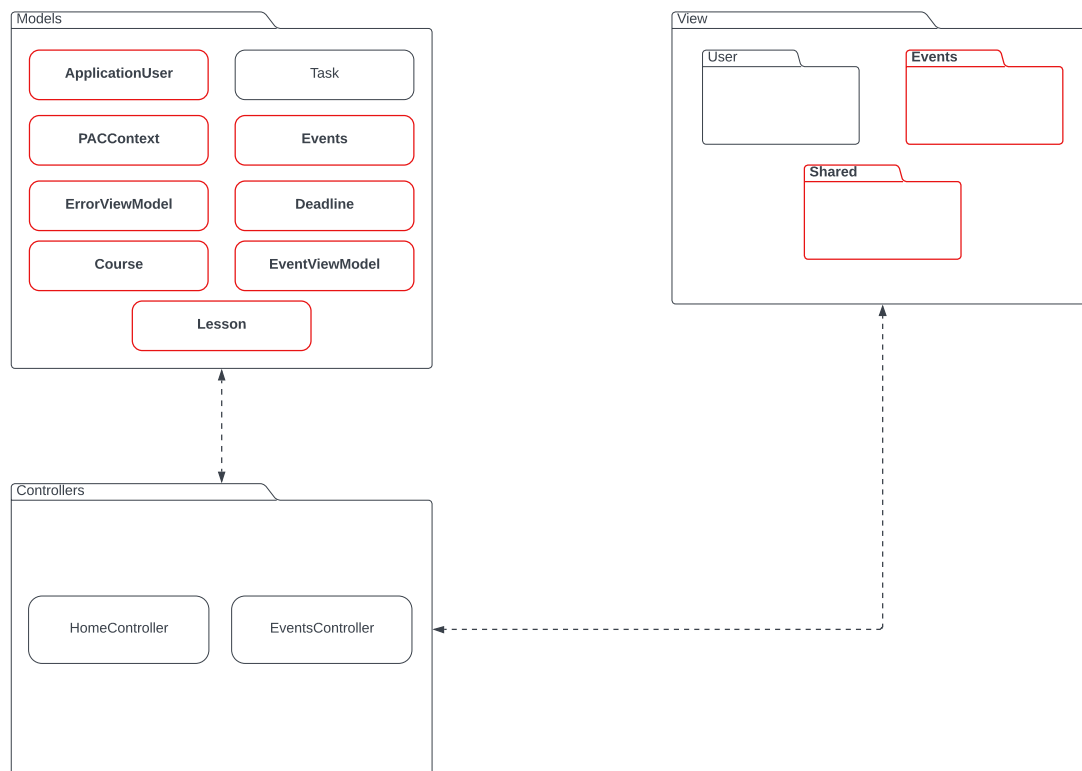 Models
ApplicationUser
Task
PACContext
Events
ErrorViewModel
Deadline
Course
EventViewModel
Lesson
View
User
Events
Shared
Controllers
HomeController
EventsController